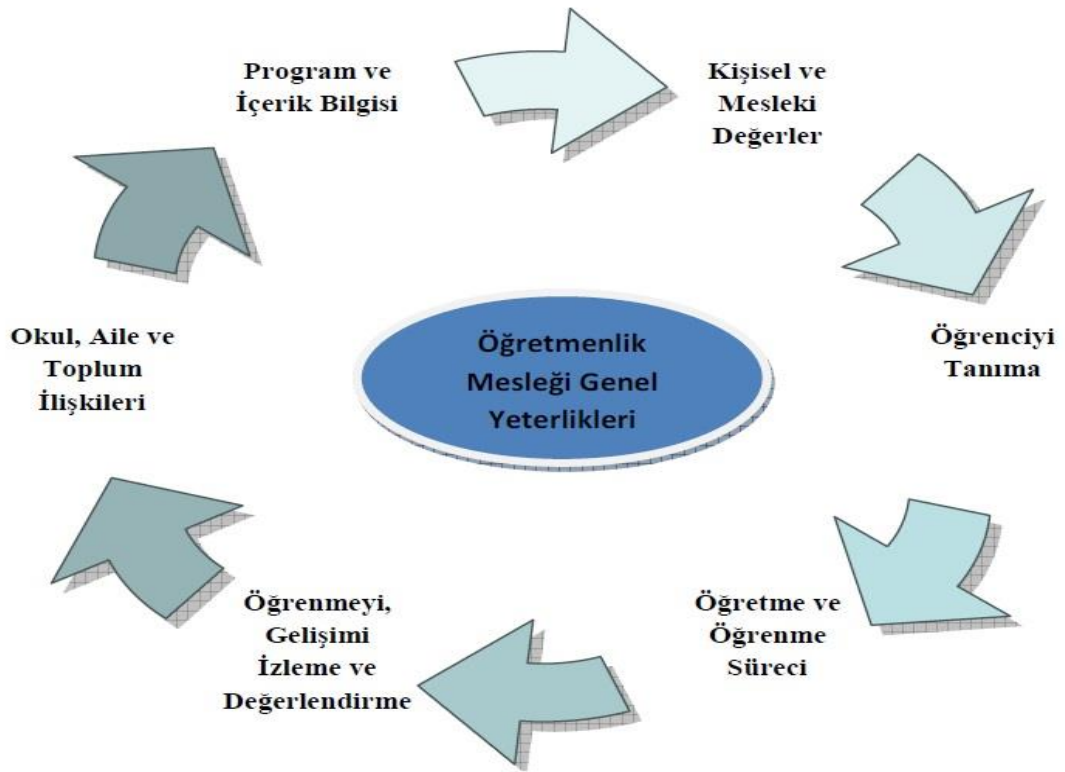 Program ve
İçerik Bilgisi
Kişisel ve
Mesleki
Değerler
Öğrenciyi
Tanıma
Öğretme ve
Öğrenme
Süreci
Öğrenmeyi,
Gelişimi
İzleme ve
Değerlendirme
Okul, Aile ve
Toplum
İlişkileri
Öğretmenlik
Mesleği Genel
Yeterlikleri